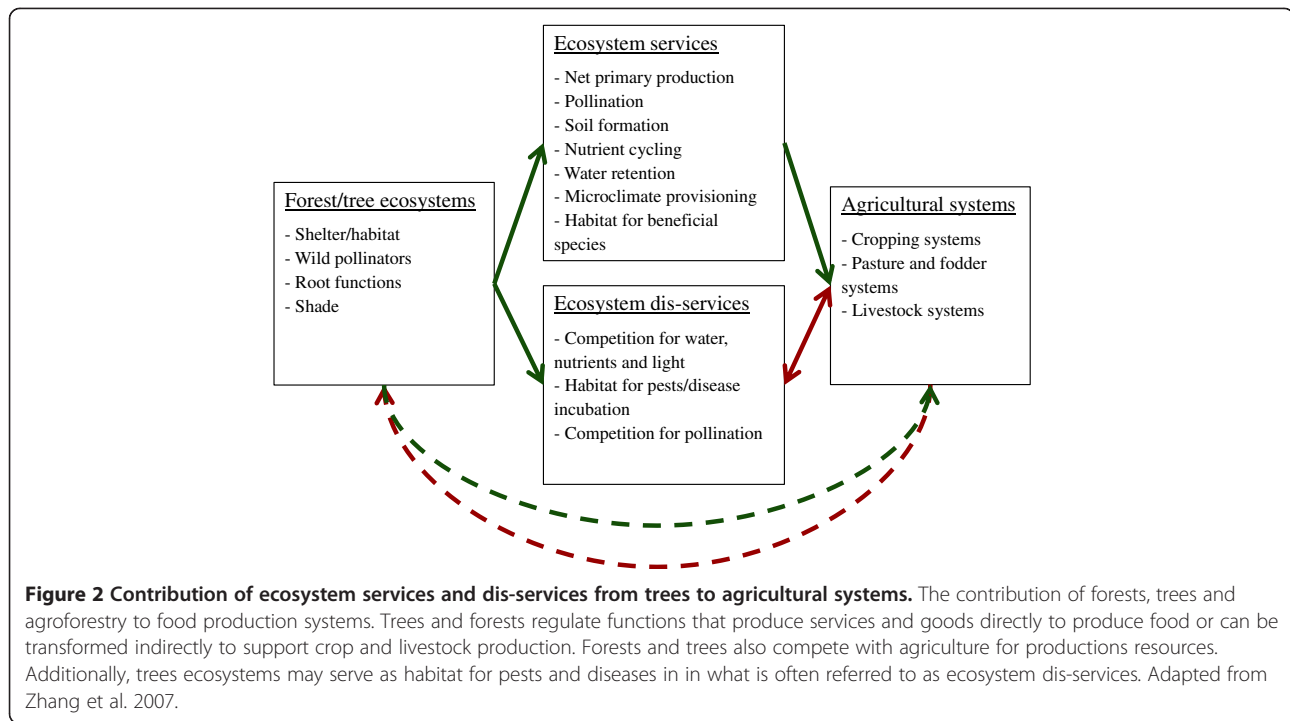 Ecosystem services
- Net primary production
- Pollination
- Soil formation
- Nutrient cycling
- Water retention
- Microclimate provisioning
- Habitat for beneficial
species
Forest/tree ecosystems
- Shelter/habitat
- Wild pollinators
- Root functions
- Shade
Agricultural systems
- Cropping systems
- Pasture and fodder
systems
- Livestock systems
Ecosystem dis-services
- Competition for water,
nutrients and light
- Habitat for pests/disease
incubation
- Competition for pollination
Figure 2 Contribution of ecosystem services and dis-services from trees to agricultural systems. The contribution of forests, trees and
agroforestry to food production systems. Trees and forests regulate functions that produce services and goods directly to produce food or can be
transformed indirectly to support crop and livestock production. Forests and trees also compete with agriculture for productions resources.
Additionally, trees ecosystems may serve as habitat for pests and diseases in in what is often referred to as ecosystem dis-services. Adapted from
Zhang et al. 2007.